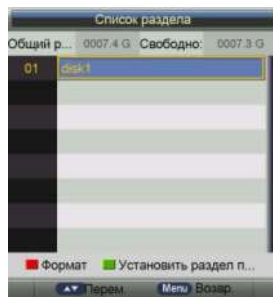 Список раздела
Общий р... 0007.4 G Свободно: 0007.3 G
01 disk1
Формат Установить раздел п...
Перем. Menu Возвр.